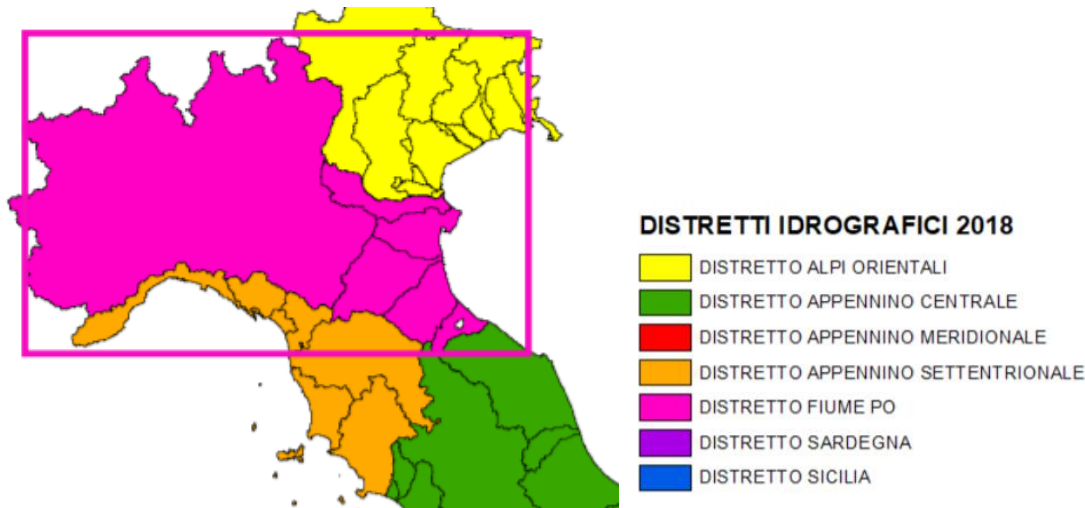 DISTRETTI IDROGRAFICI 2018
DISTRETTO ALPI ORIENTALI
DISTRETTO APPENNINO CENTRALE
DISTRETTO APPENNINO MERIDIONALE
DISTRETTO APPENNINO SETTENTRIONALE
DISTRETTO FIUME PO
DISTRETTO SARDEGNA
DISTRETTO SICILIA